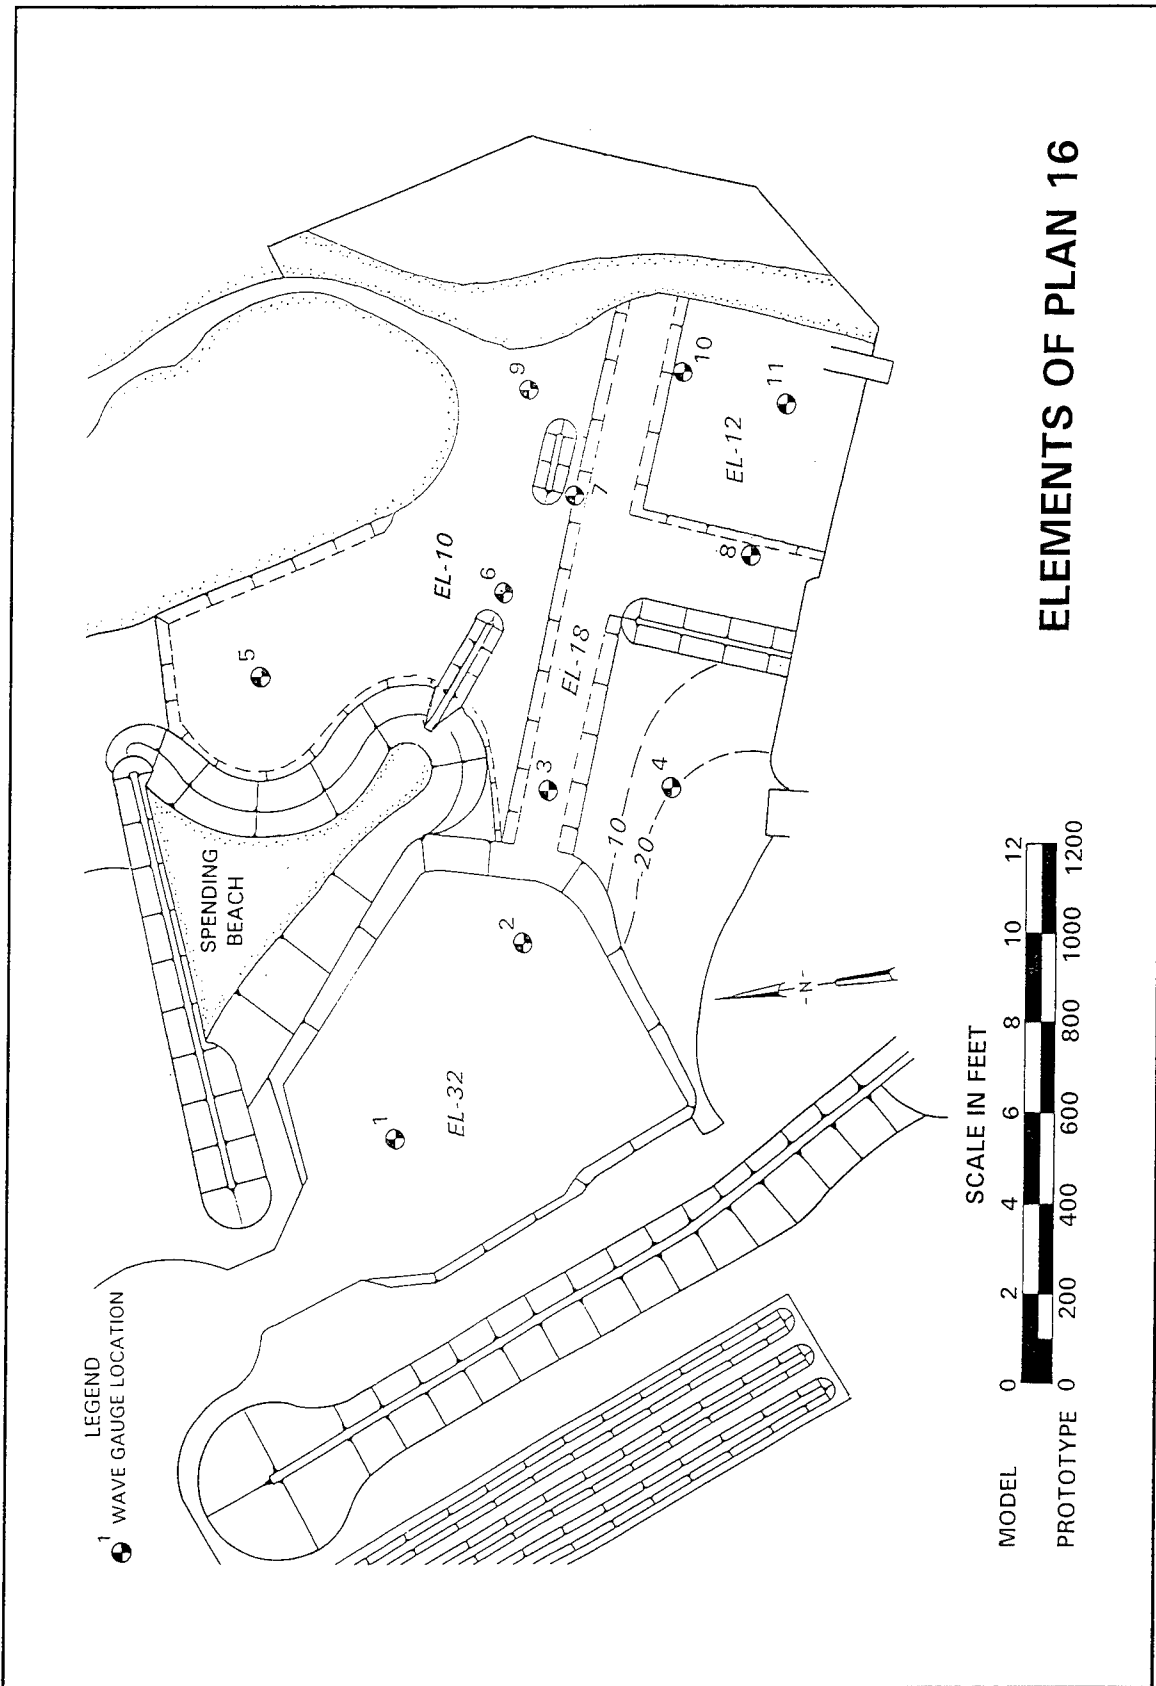 LEGEND
1 WAVE GAUGE LOCATION
SPENDING
BEACH
5
9
EL-10
6
7
10
11
EL-12
8
EL-18
3
4
-10
-20
2
1
EL-32
-N-
SCALE IN FEET
MODEL 0 2 4 6 8 10 12
PROTOTYPE 0 200 400 600 800 1000 1200
ELEMENTS OF PLAN 16